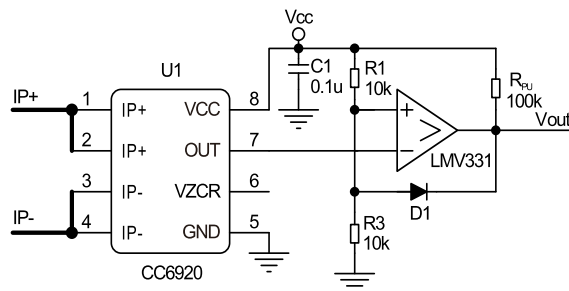 Vcc
U1
C1
0.1u
R1
10k
RPU
100k
IP+
1
IP+
VCC
8
2
IP+
OUT
7
+
−
LMV331
Vout
3
IP-
VZCR
6
IP-
4
IP-
GND
5
D1
R3
10k
CC6920